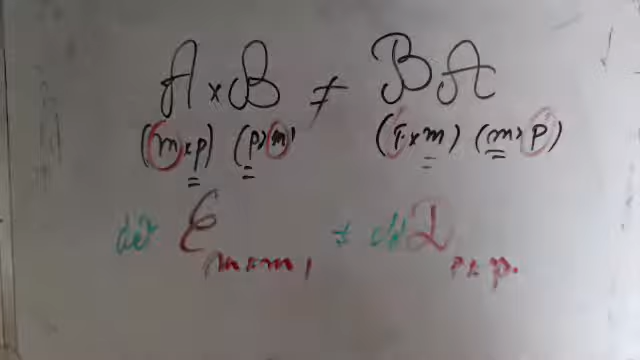 A × B ≠ BA
(m×p) (p×m) (p×m) (m×p)
det C m×m, ≠ det D p×p.